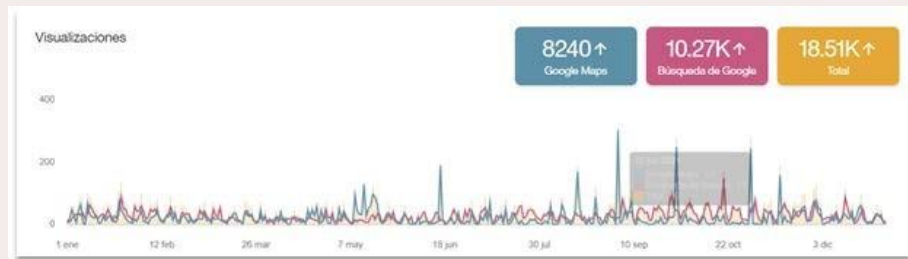 Visualizaciones
8240↑
Google Maps
10.27K↑
Búsqueda de Google
18.51K↑
Total
400
200
0
1 ene
12 feb
26 mar
7 may
18 jun
30 jul
10 sep
22 oct
3 dic